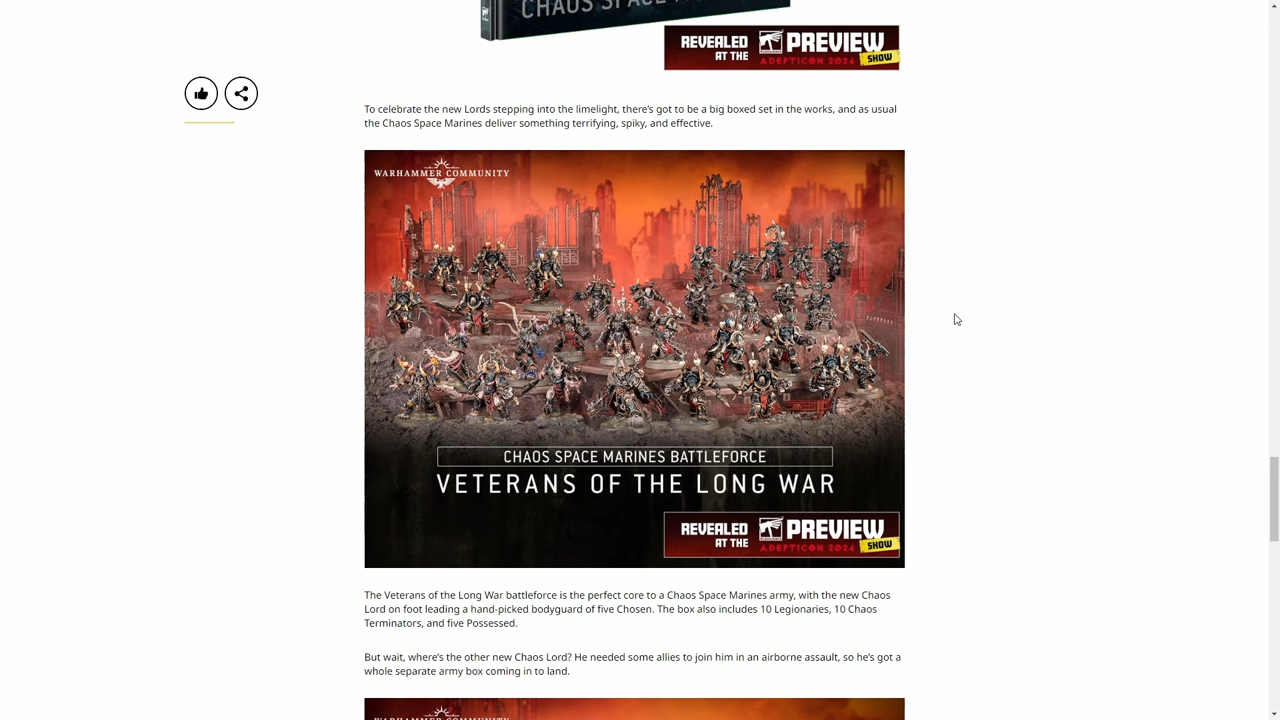 CHAOS SPACE
REVEALED
AT THE
PREVIEW
ADEPTICON 2024
SHOW
To celebrate the new Lords stepping into the limelight, there’s got to be a big boxed set in the works, and as usual
the Chaos Space Marines deliver something terrifying, spiky, and effective.
WARHAMMER COMMUNITY
CHAOS SPACE MARINES BATTLEFORCE
VETERANS OF THE LONG WAR
REVEALED
AT THE
PREVIEW
ADEPTICON 2024
SHOW
The Veterans of the Long War battleforce is the perfect core to a Chaos Space Marines army, with the new Chaos
Lord on foot leading a hand-picked bodyguard of five Chosen. The box also includes 10 Legionaries, 10 Chaos
Terminators, and five Possessed.
But wait, where’s the other new Chaos Lord? He needed some allies to join him in an airborne assault, so he’s got a
whole separate army box coming in to land.
WARHAMMER COMMUNITY